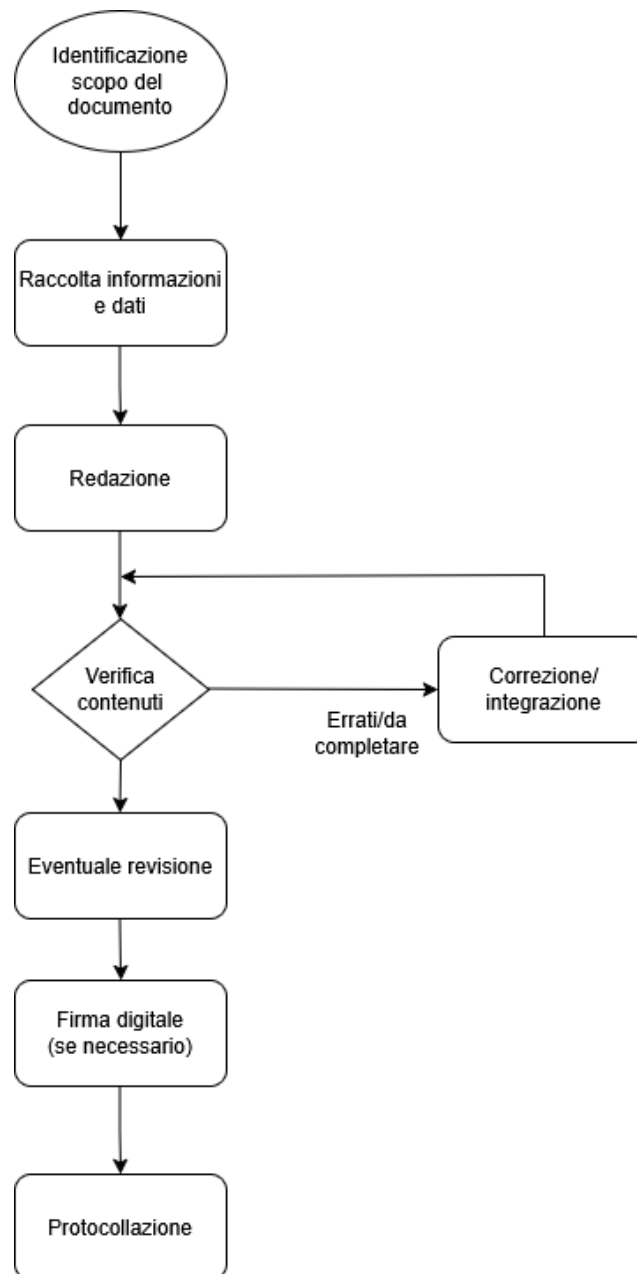 Identificazione
scopo del
documento
Raccolta informazioni
e dati
Redazione
Verifica
contenuti
Errati/da
completare
Correzione/
integrazione
Eventuale revisione
Firma digitale
(se necessario)
Protocollazione